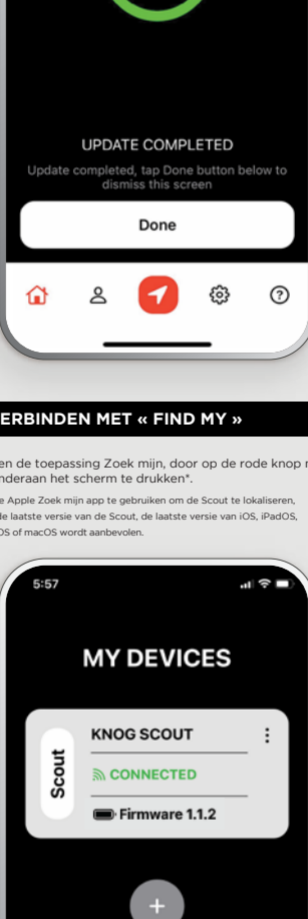 UPDATE COMPLETED
Update completed, tap Done button below to
dismiss this screen
Done
ERBINDEN MET « FIND MY »
en de toepassing Zoek mijn, door op de rode knop
nderaan het scherm te drukken*.
e Apple Zoek mijn app te gebruiken om de Scout te lokaliseren,
de laatste versie van de Scout, de laatste versie van iOS, iPadOS,
OS of macOS wordt aanbevolen.
5:57
MY DEVICES
Scout
KNOG SCOUT
CONNECTED
Firmware 1.1.2
+